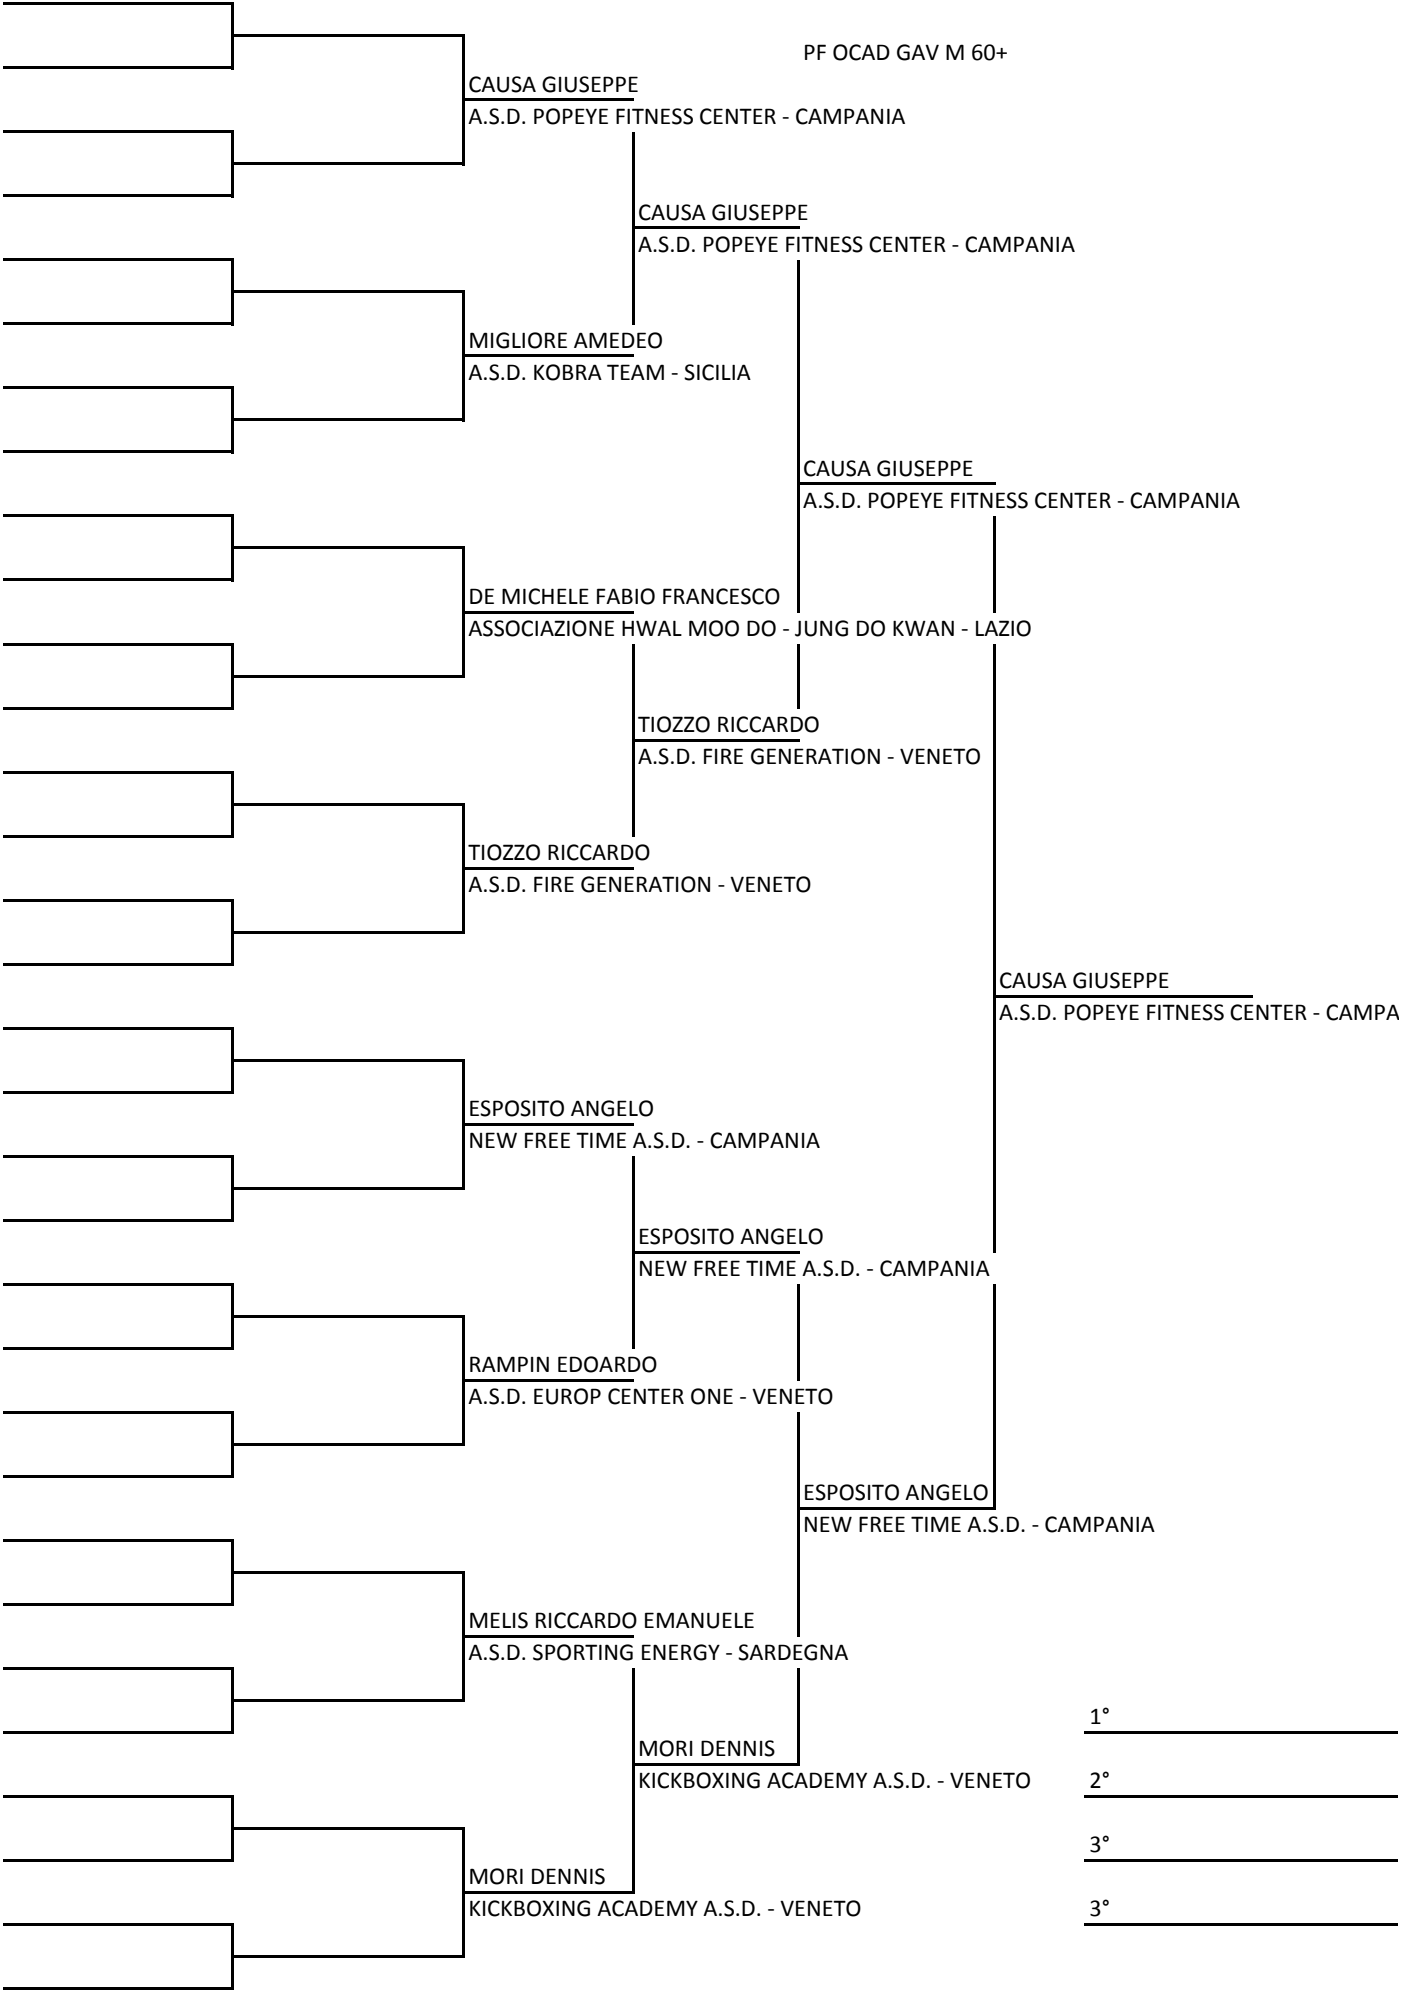 PF OCAD GAV M 60+
CAUSA GIUSEPPE
A.S.D. POPEYE FITNESS CENTER - CAMPANIA
CAUSA GIUSEPPE
A.S.D. POPEYE FITNESS CENTER - CAMPANIA
MIGLIORE AMEDEO
A.S.D. KOBRA TEAM - SICILIA
CAUSA GIUSEPPE
A.S.D. POPEYE FITNESS CENTER - CAMPANIA
DE MICHELE FABIO FRANCESCO
ASSOCIAZIONE HWAL MOO DO - JUNG DO KWAN - LAZIO
TIOZZO RICCARDO
A.S.D. FIRE GENERATION - VENETO
TIOZZO RICCARDO
A.S.D. FIRE GENERATION - VENETO
CAUSA GIUSEPPE
A.S.D. POPEYE FITNESS CENTER - CAMPA
ESPOSITO ANGELO
NEW FREE TIME A.S.D. - CAMPANIA
ESPOSITO ANGELO
NEW FREE TIME A.S.D. - CAMPANIA
RAMPIN EDOARDO
A.S.D. EUROP CENTER ONE - VENETO
ESPOSITO ANGELO
NEW FREE TIME A.S.D. - CAMPANIA
MELIS RICCARDO EMANUELE
A.S.D. SPORTING ENERGY - SARDEGNA
1°
MORI DENNIS
KICKBOXING ACADEMY A.S.D. - VENETO
2°
3°
MORI DENNIS
KICKBOXING ACADEMY A.S.D. - VENETO
3°